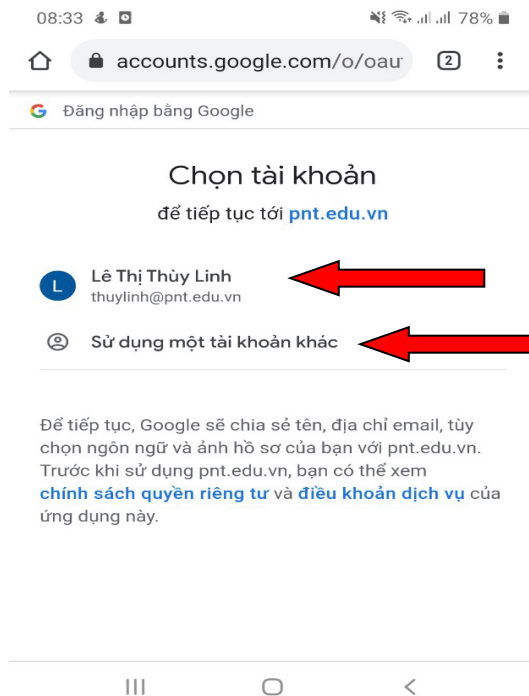 08:33 78%
accounts.google.com/o/oaut 2
G Đăng nhập bằng Google
Chọn tài khoản
để tiếp tục tới pnt.edu.vn
L Lê Thị Thùy Linh
thuylinh@pnt.edu.vn
Sử dụng một tài khoản khác
Để tiếp tục, Google sẽ chia sẻ tên, địa chỉ email, tùy
chọn ngôn ngữ và ảnh hồ sơ của bạn với pnt.edu.vn.
Trước khi sử dụng pnt.edu.vn, bạn có thể xem
chính sách quyền riêng tư và điều khoản dịch vụ của
ứng dụng này.